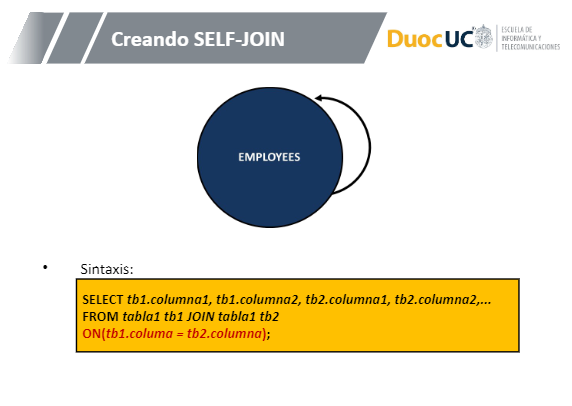 Creando SELF-JOIN
DuocUC
ESCUELA DE
INFORMÁTICA Y
TELECOMUNICACIONES
EMPLOYEES
• Sintaxis:
SELECT tb1.columna1, tb1.columna2, tb2.columna1, tb2.columna2,...
FROM tabla1 tb1 JOIN tabla1 tb2
ON(tb1.columa = tb2.columna);